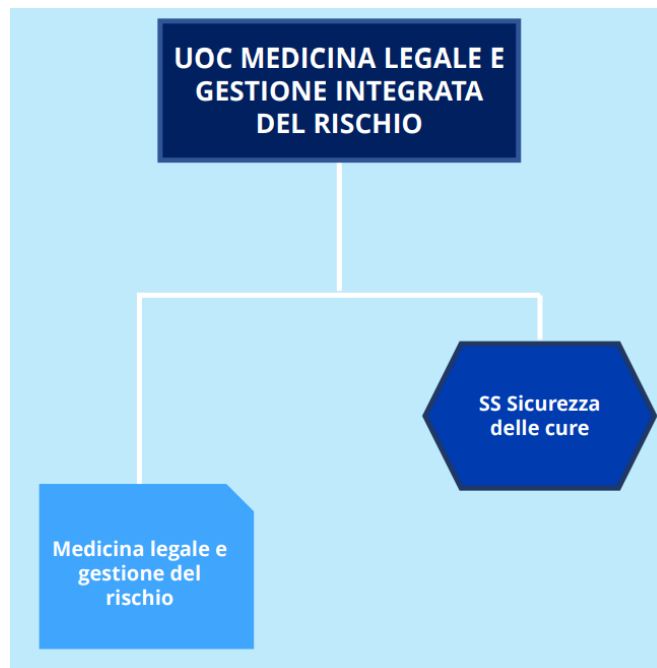 UOC MEDICINA LEGALE E
GESTIONE INTEGRATA
DEL RISCHIO
SS Sicurezza
delle cure
Medicina legale e
gestione del
rischio